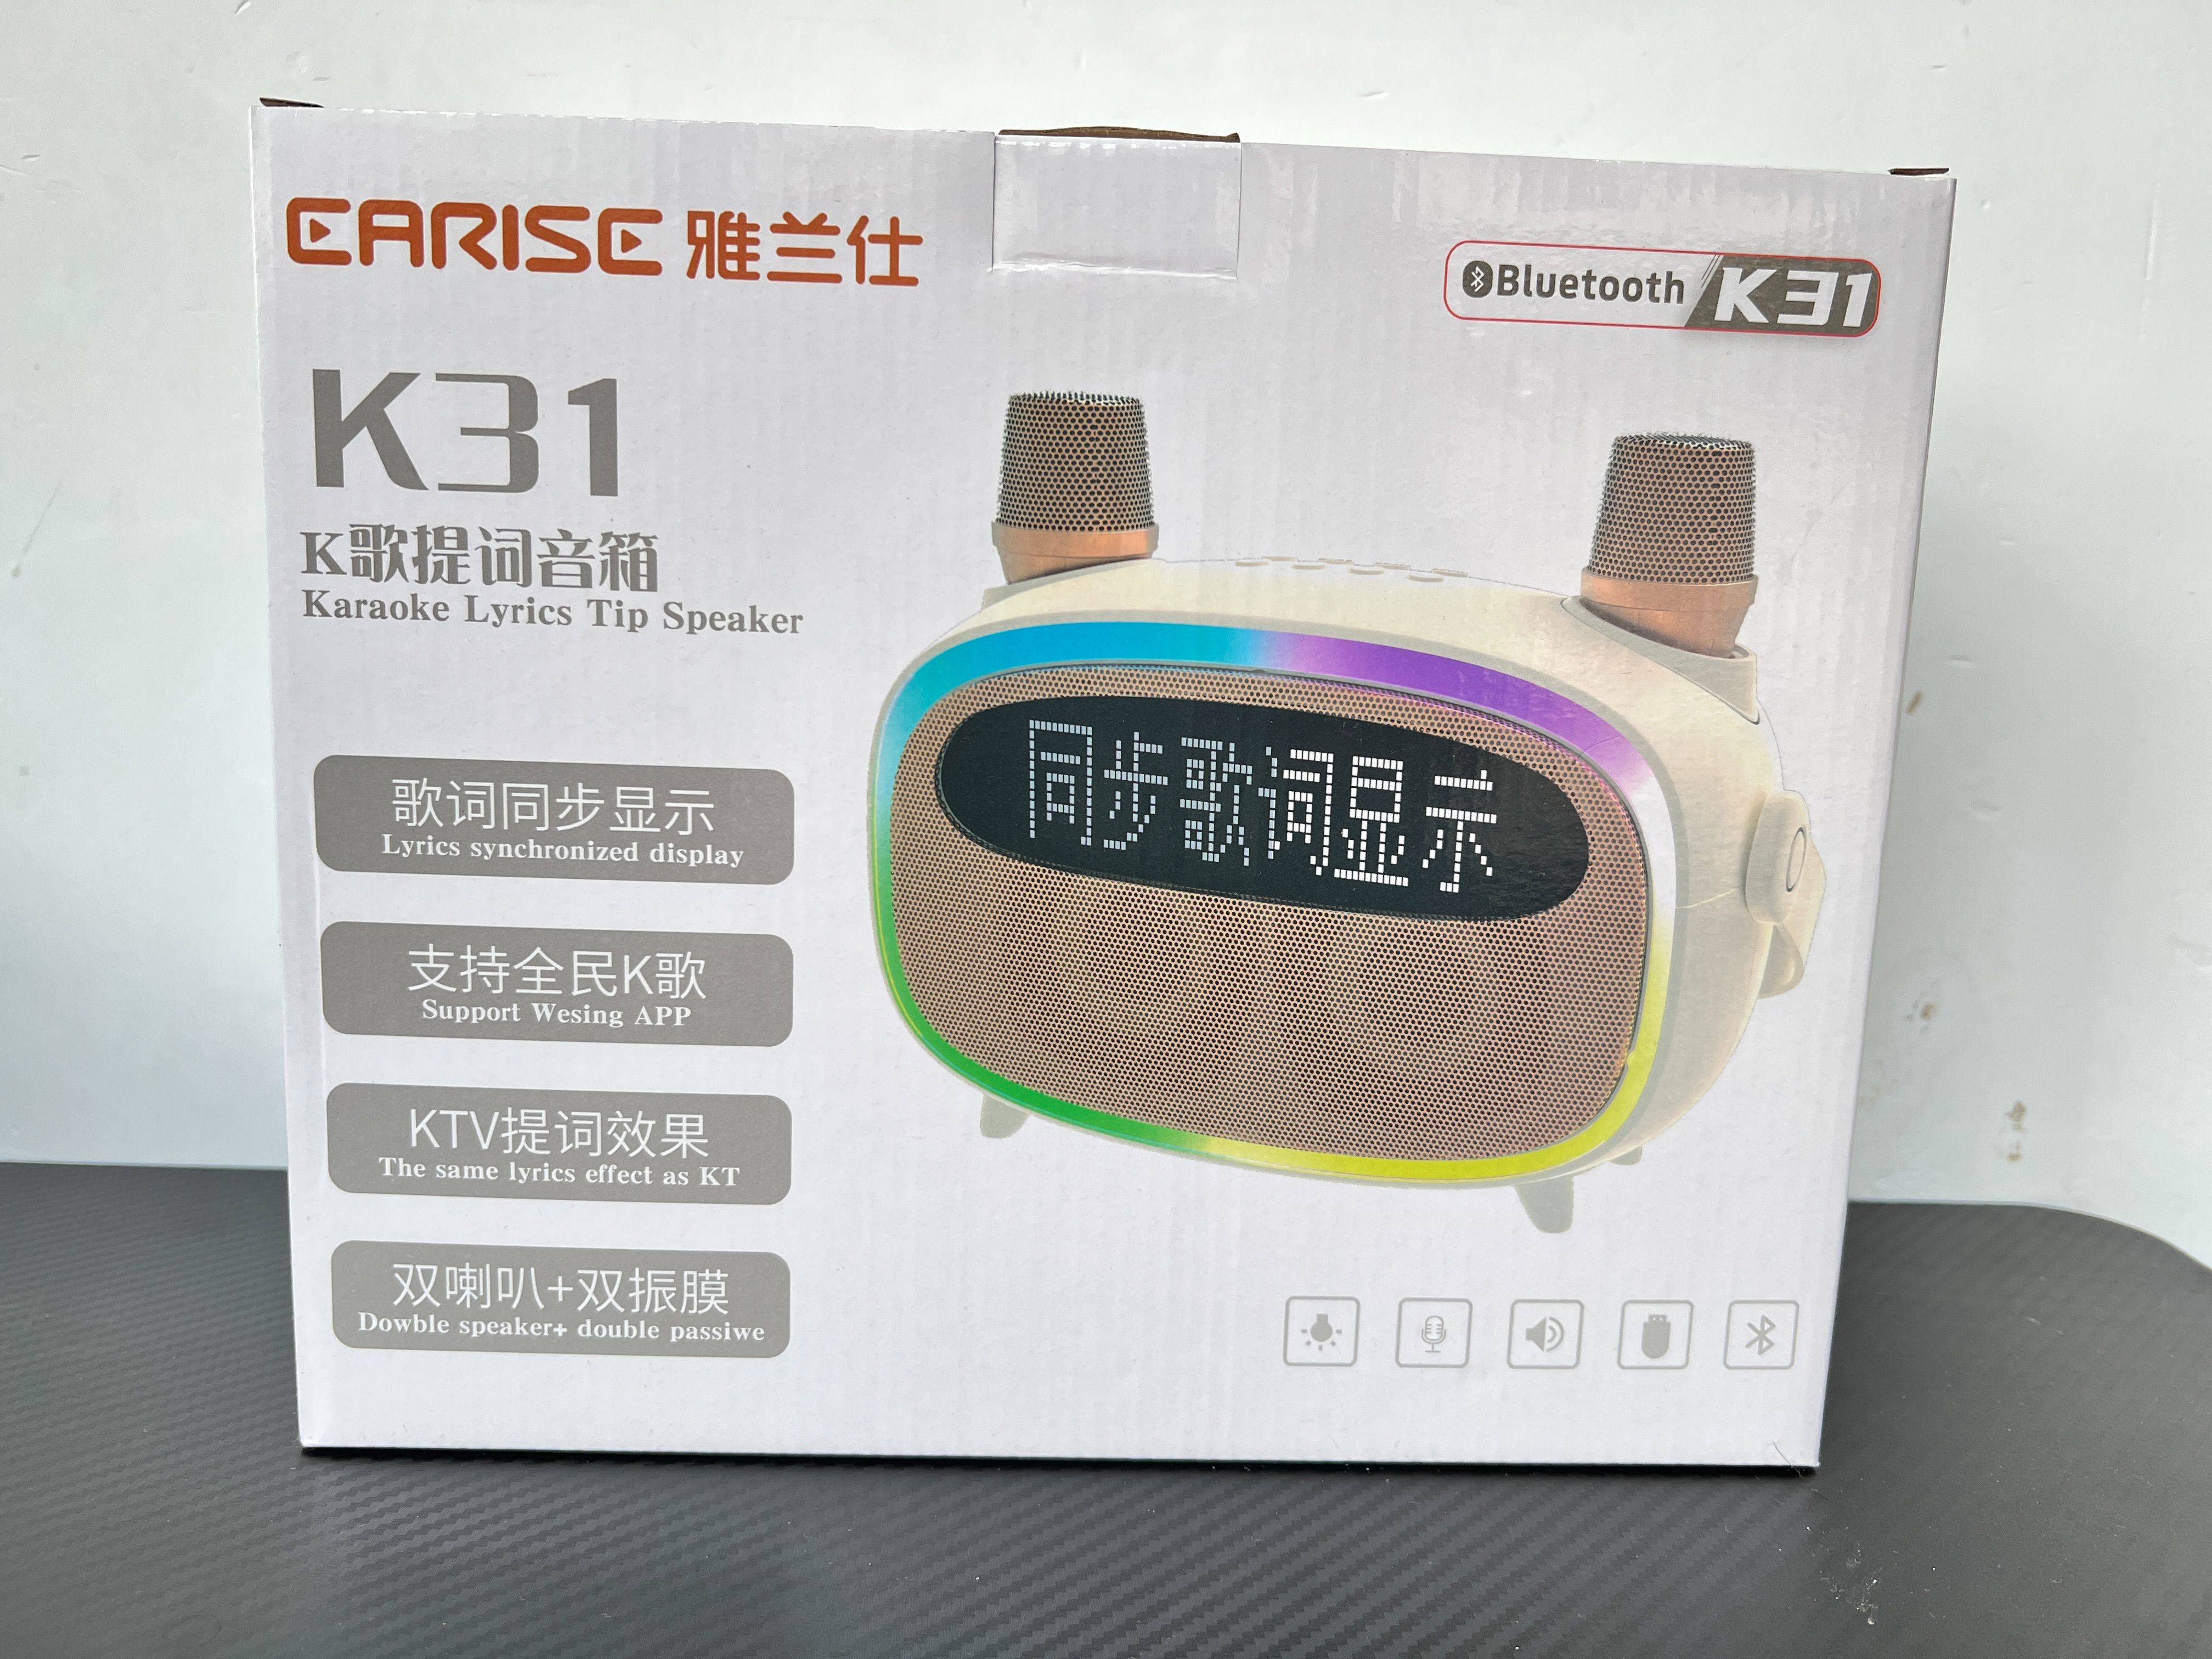 EARISE 雅兰仕
Bluetooth K31
K31
K歌提词音箱
Karaoke Lyrics Tip Speaker
同步歌词显示
歌词同步显示
Lyrics synchronized display
支持全民K歌
Support Wesing APP
KTV提词效果
The same lyrics effect as KT
双喇叭+双振膜
Dowble speaker+ double passiwe